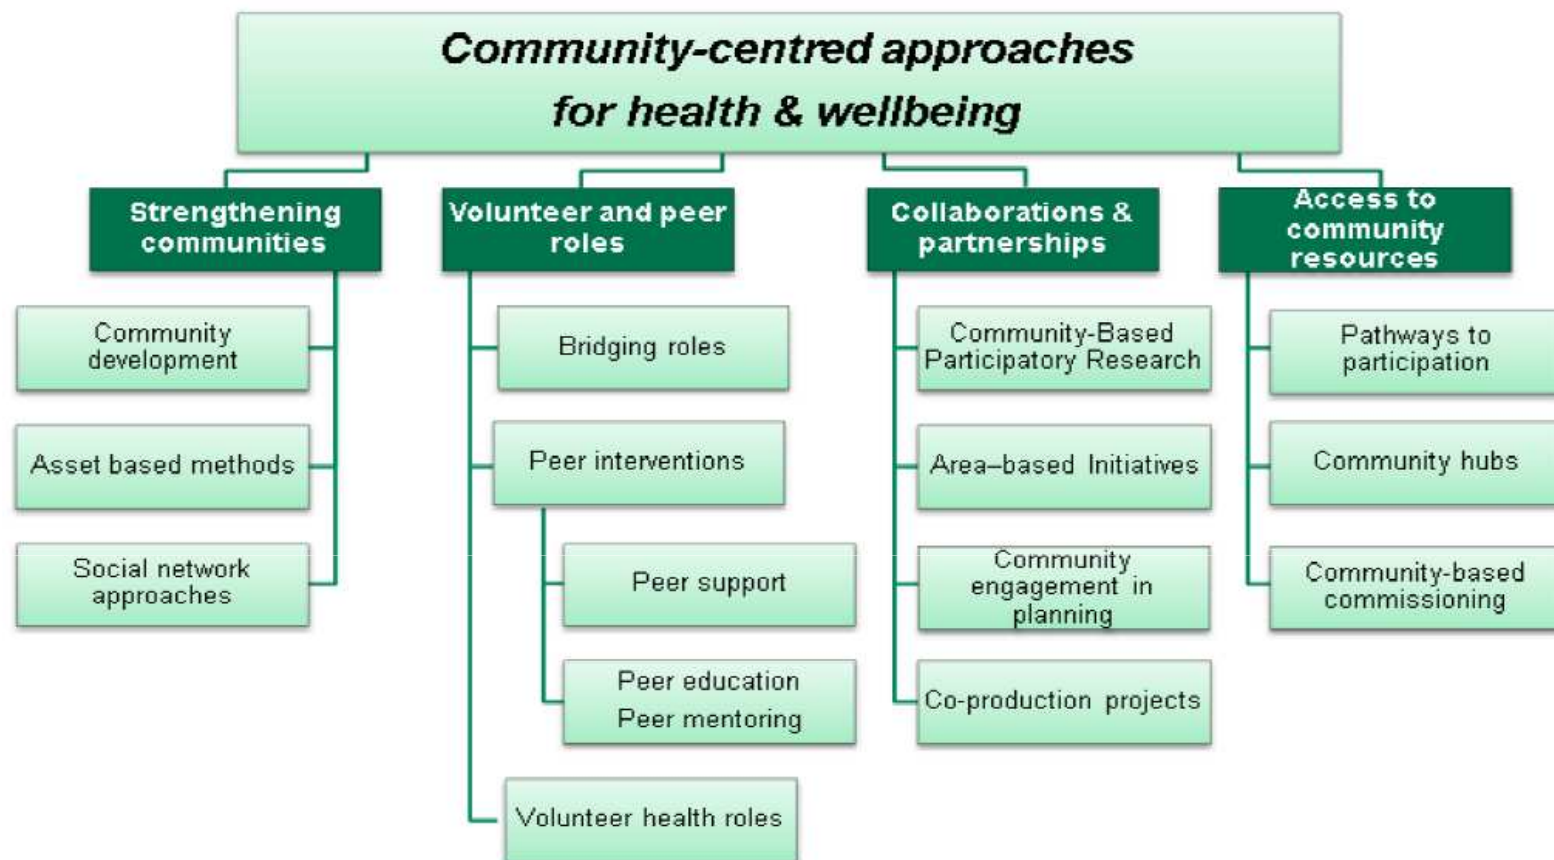 Community-centred approaches
for health & wellbeing
Strengthening
communities
Community
development
Asset based methods
Social network
approaches
Volunteer and peer
roles
Bridging roles
Peer interventions
Peer support
Peer education
Peer mentoring
Volunteer health roles
Collaborations &
partnerships
Community-Based
Participatory Research
Area–based Initiatives
Community
engagement in
planning
Co-production projects
Access to
community
resources
Pathways to
participation
Community hubs
Community-based
commissioning